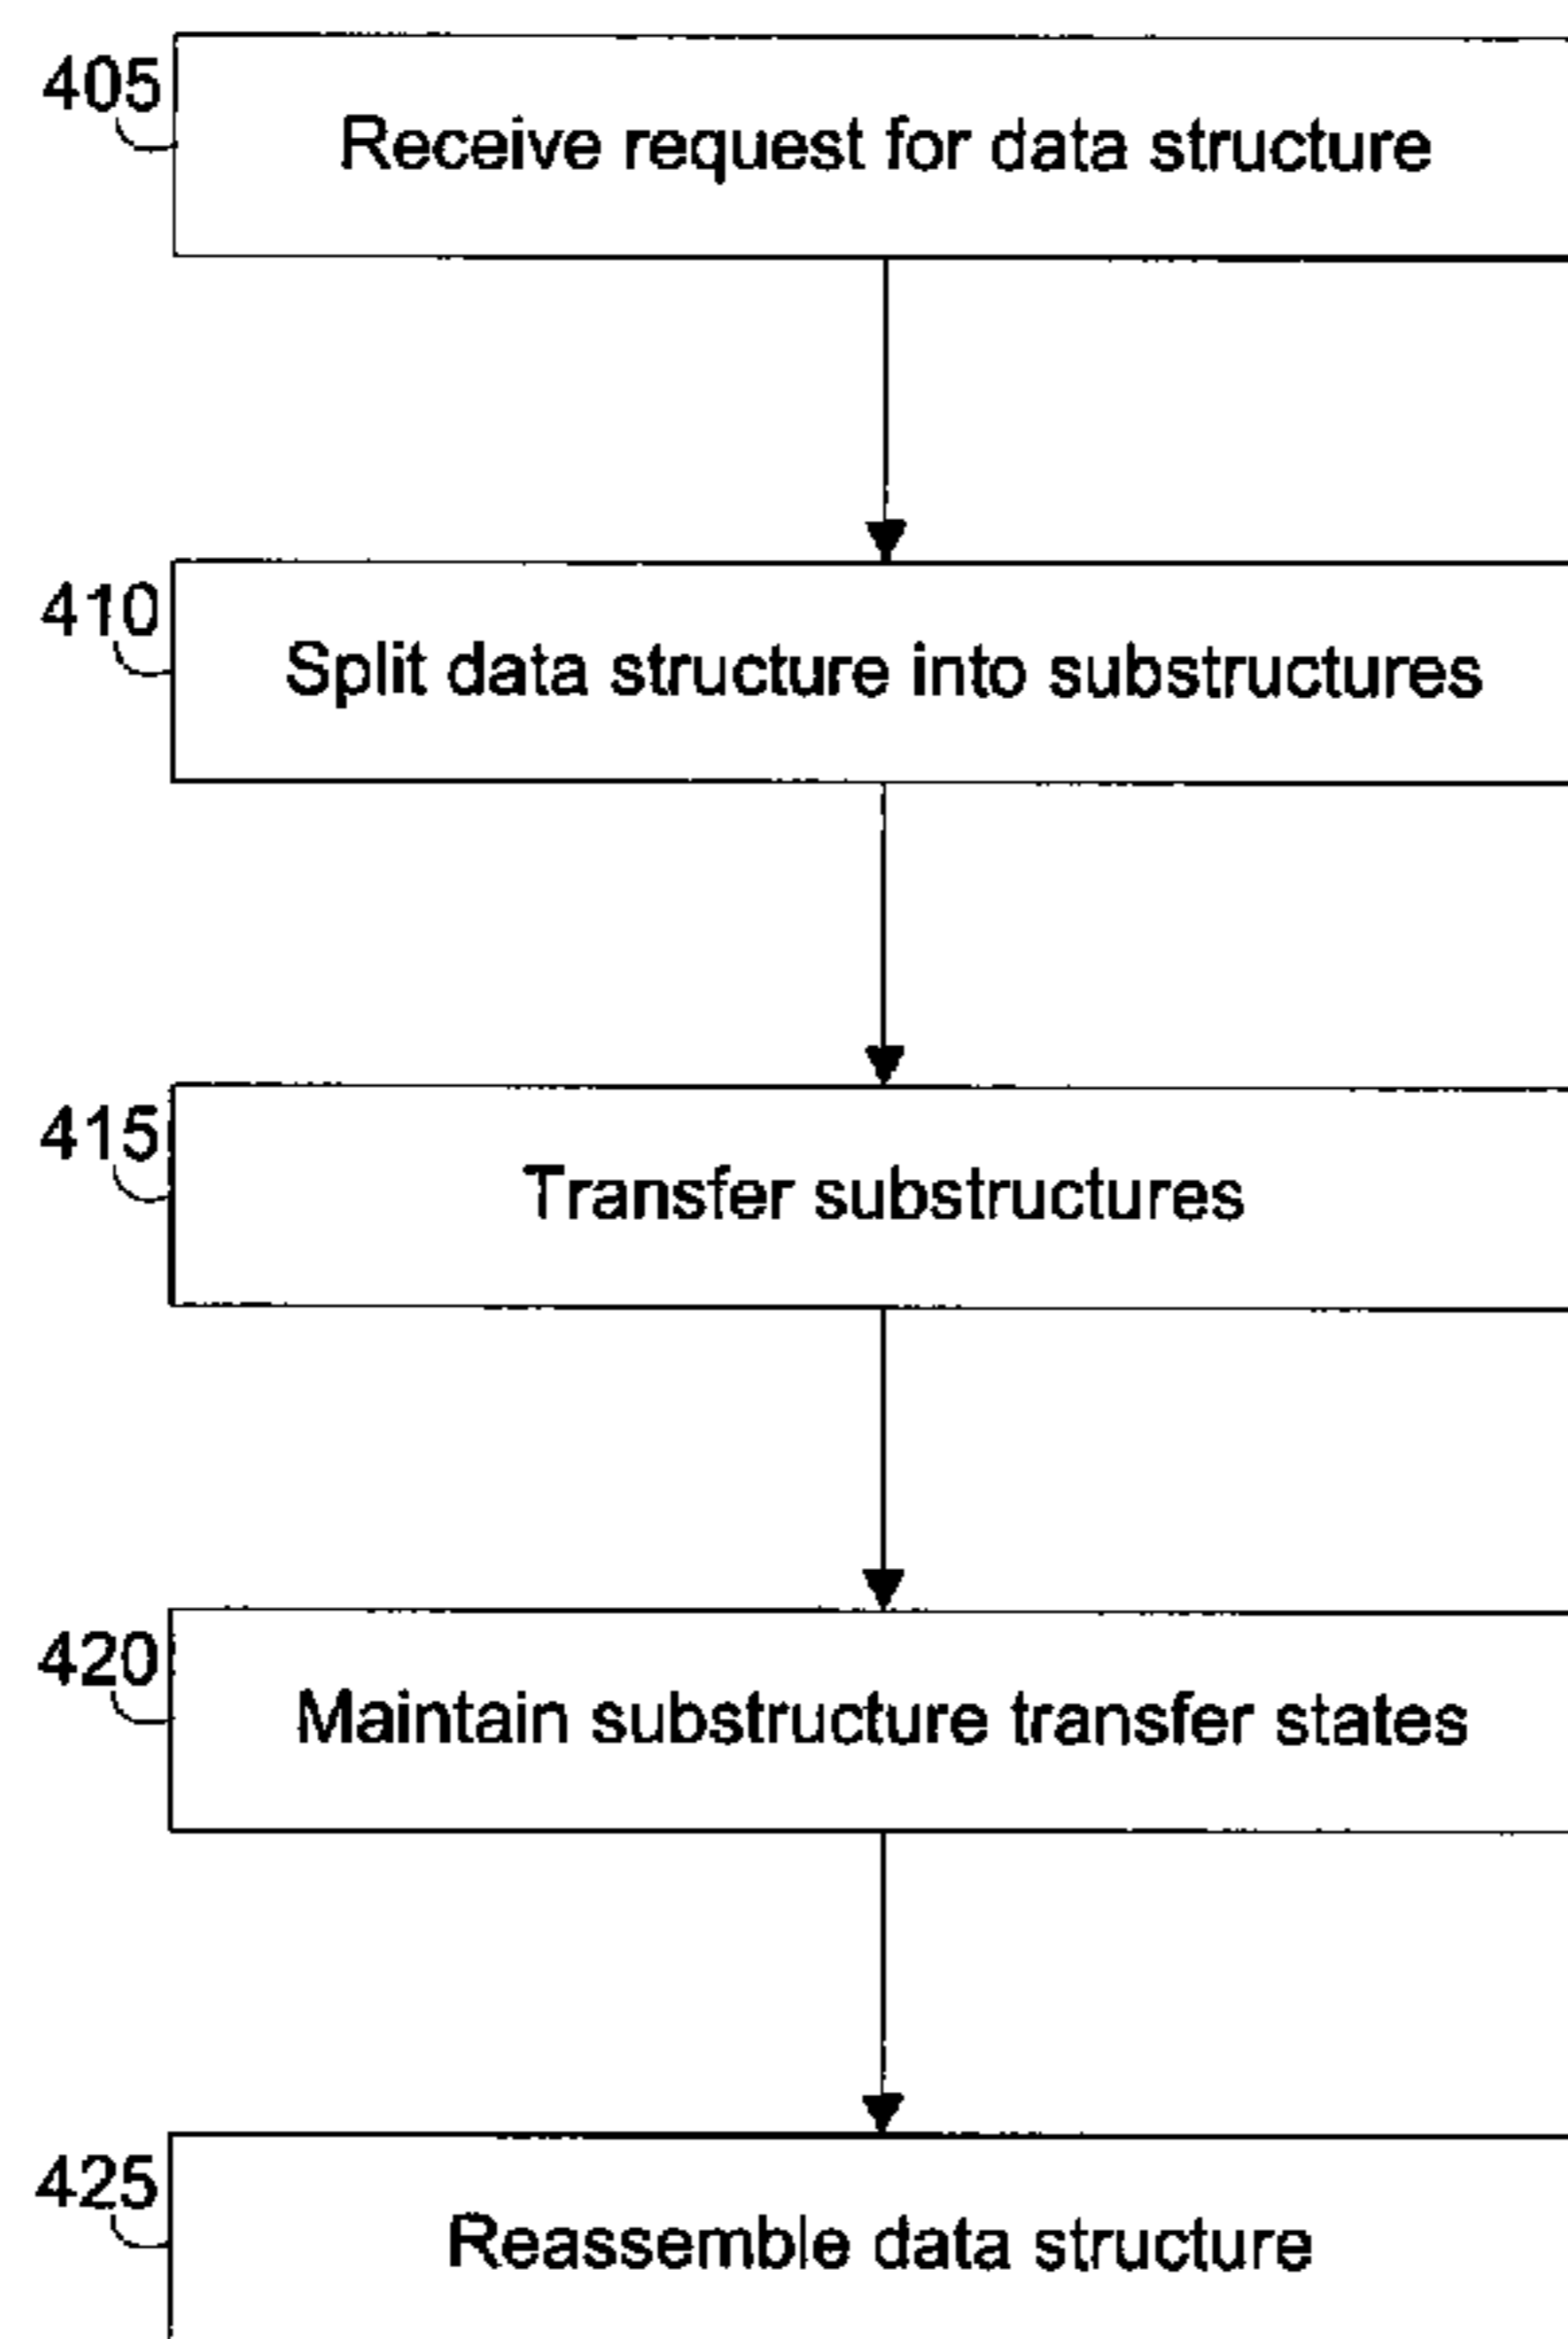 405
Receive request for data structure
410
Split data structure into substructures
415
Transfer substructures
420
Maintain substructure transfer states
425
Reassemble data structure